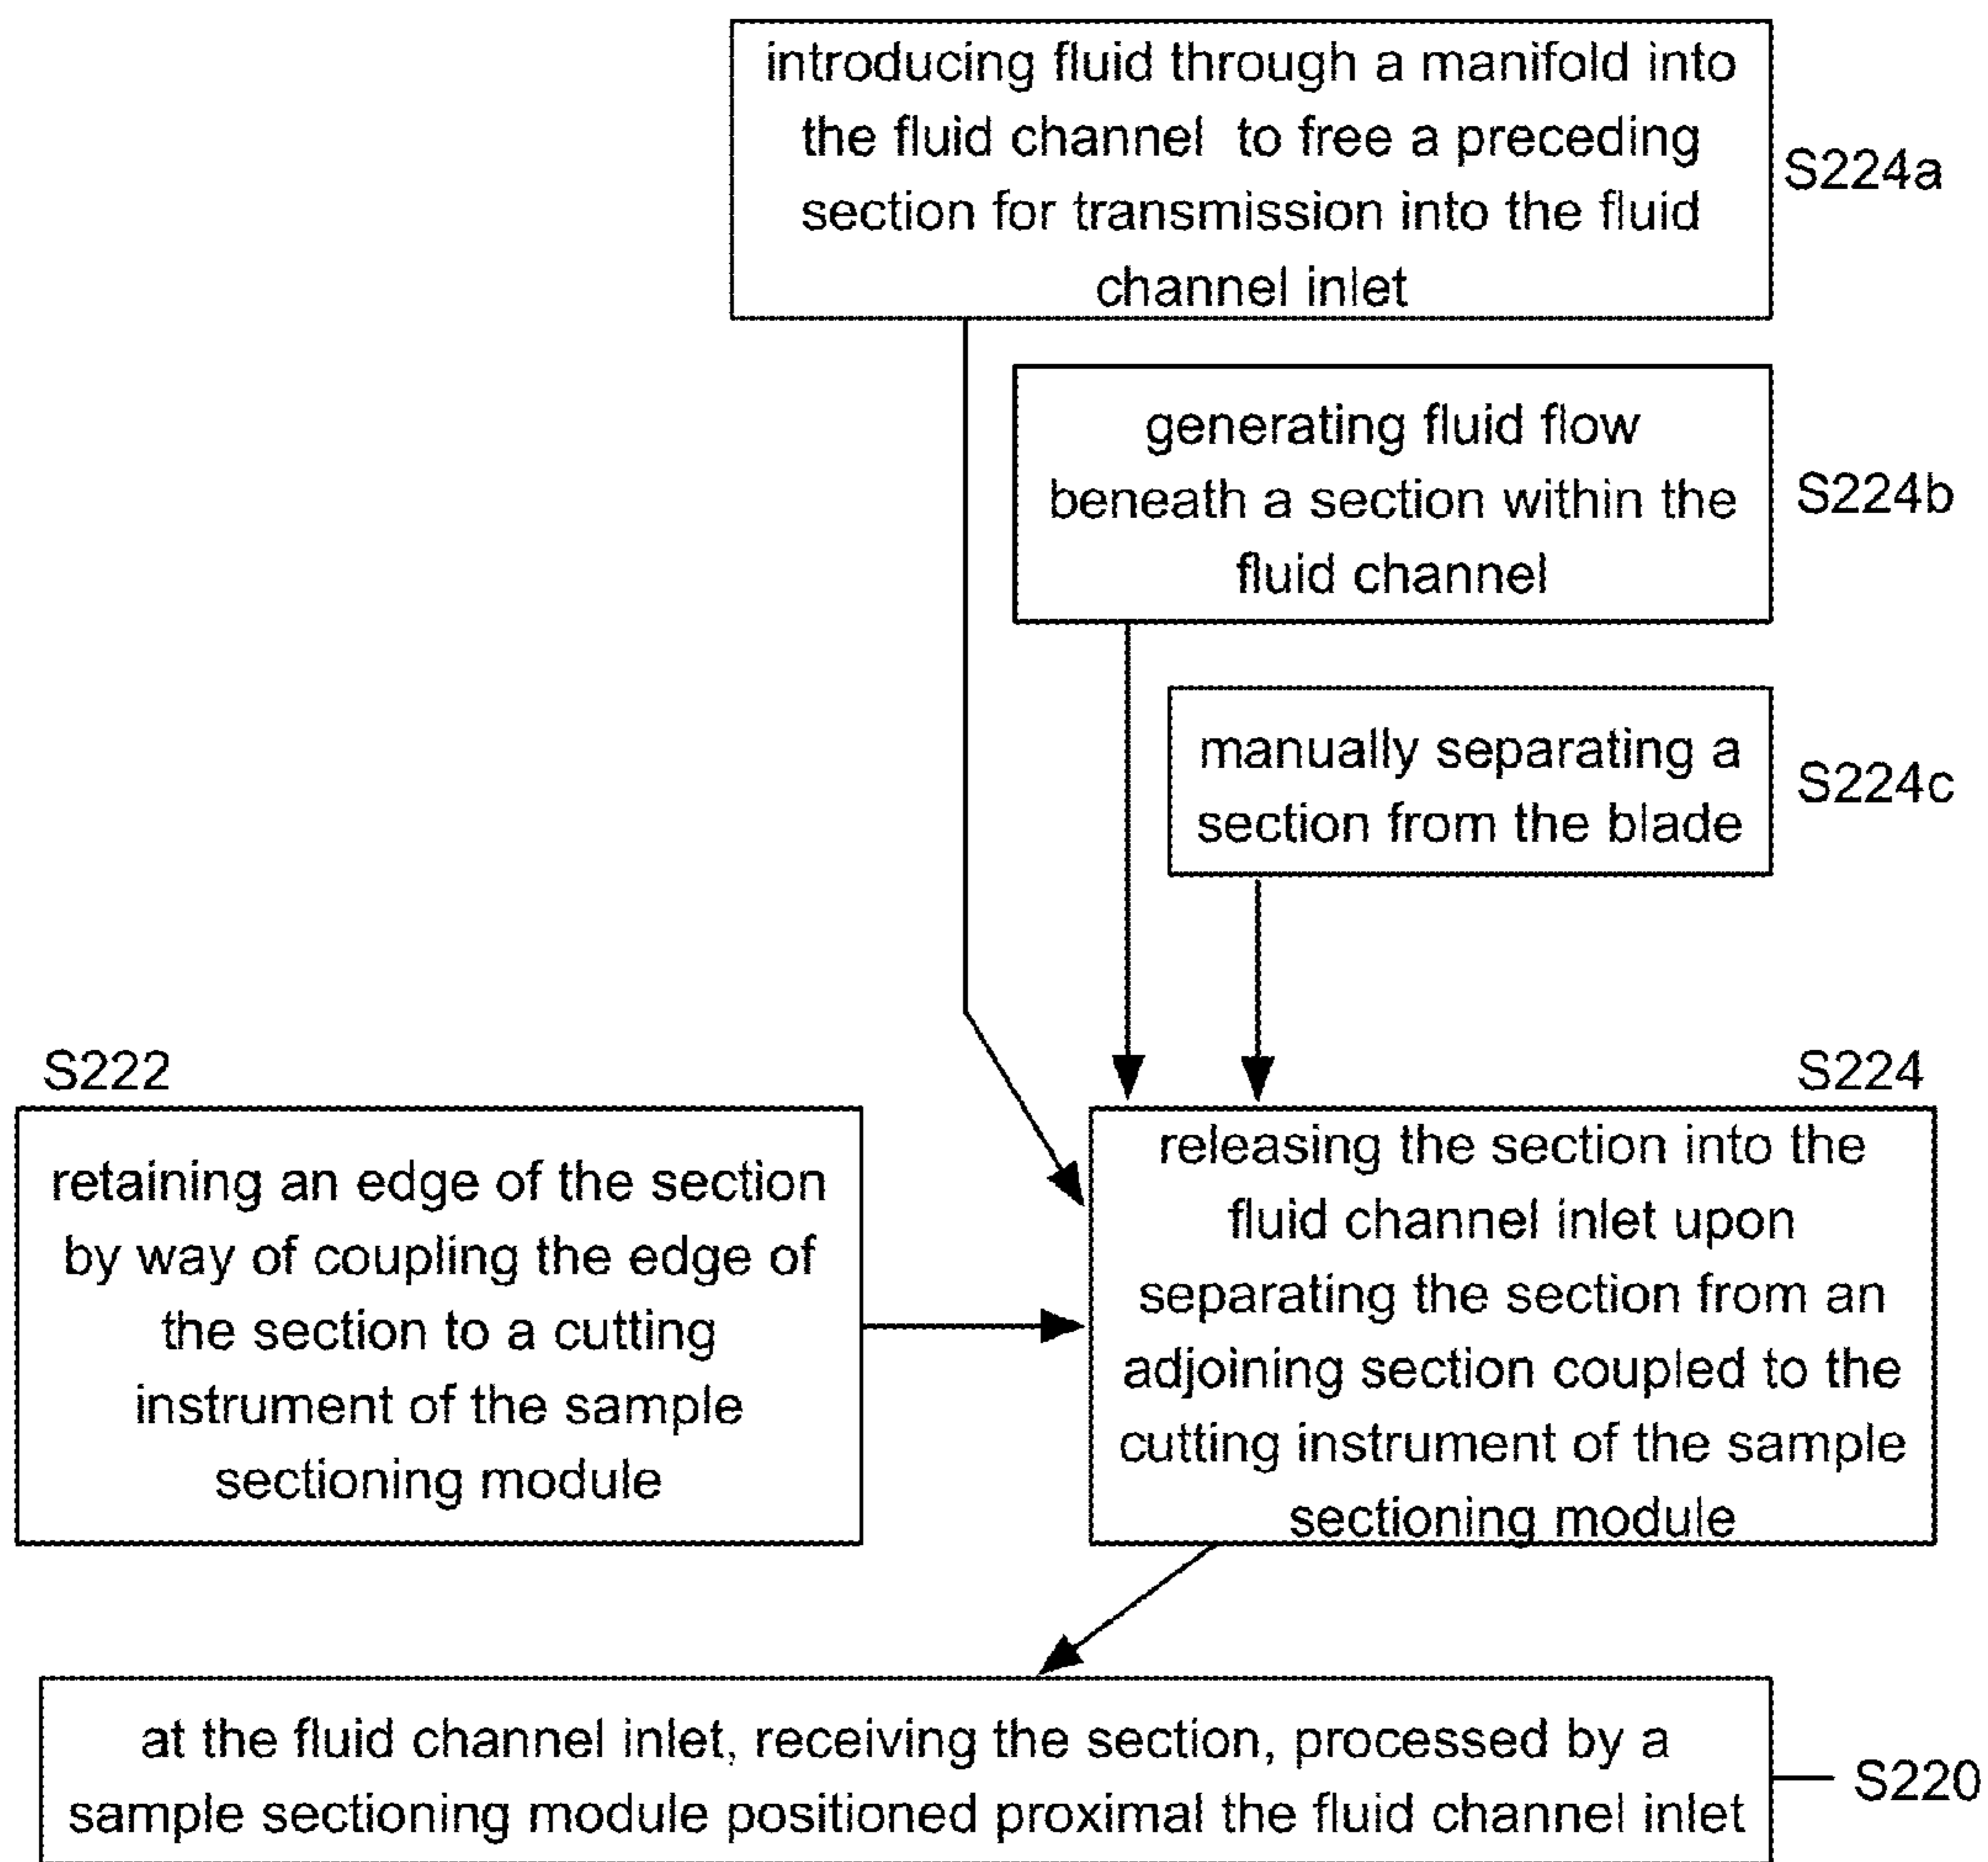 introducing fluid through a manifold into
the fluid channel to free a preceding
section for transmission into the fluid
channel inlet
S224a
generating fluid flow
beneath a section within the
fluid channel
S224b
manually separating a
section from the blade
S224c
S222
retaining an edge of the section
by way of coupling the edge of
the section to a cutting
instrument of the sample
sectioning module
S224
releasing the section into the
fluid channel inlet upon
separating the section from an
adjoining section coupled to the
cutting instrument of the sample
sectioning module
at the fluid channel inlet, receiving the section, processed by a
sample sectioning module positioned proximal the fluid channel inlet
S220